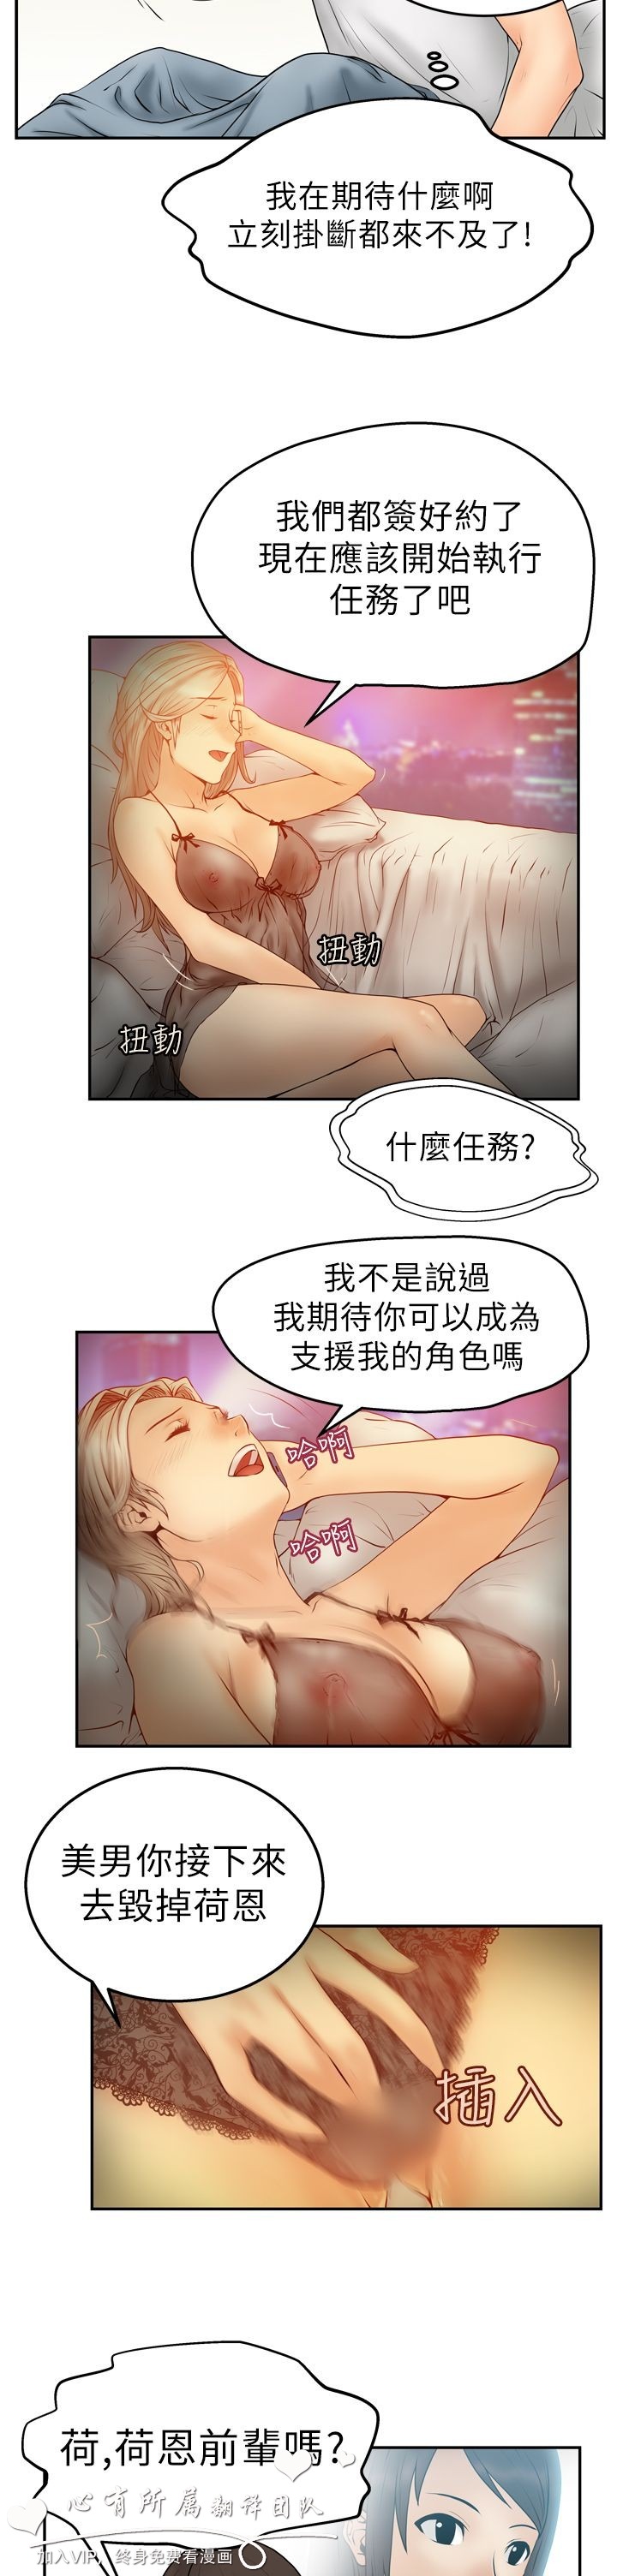 我在期待什麼啊
立刻掛斷都來不及了!
我們都簽好約了
現在應該開始執行
任務了吧
扭動
扭動
什麼任務?
我不是說過
我期待你可以成為
支援我的角色嗎
哈啊
哈啊
美男你接下來
去毀掉荷恩
插入
荷,荷恩前輩嗎?
心有所属翻译团队
加入VIP，终身免费看漫画